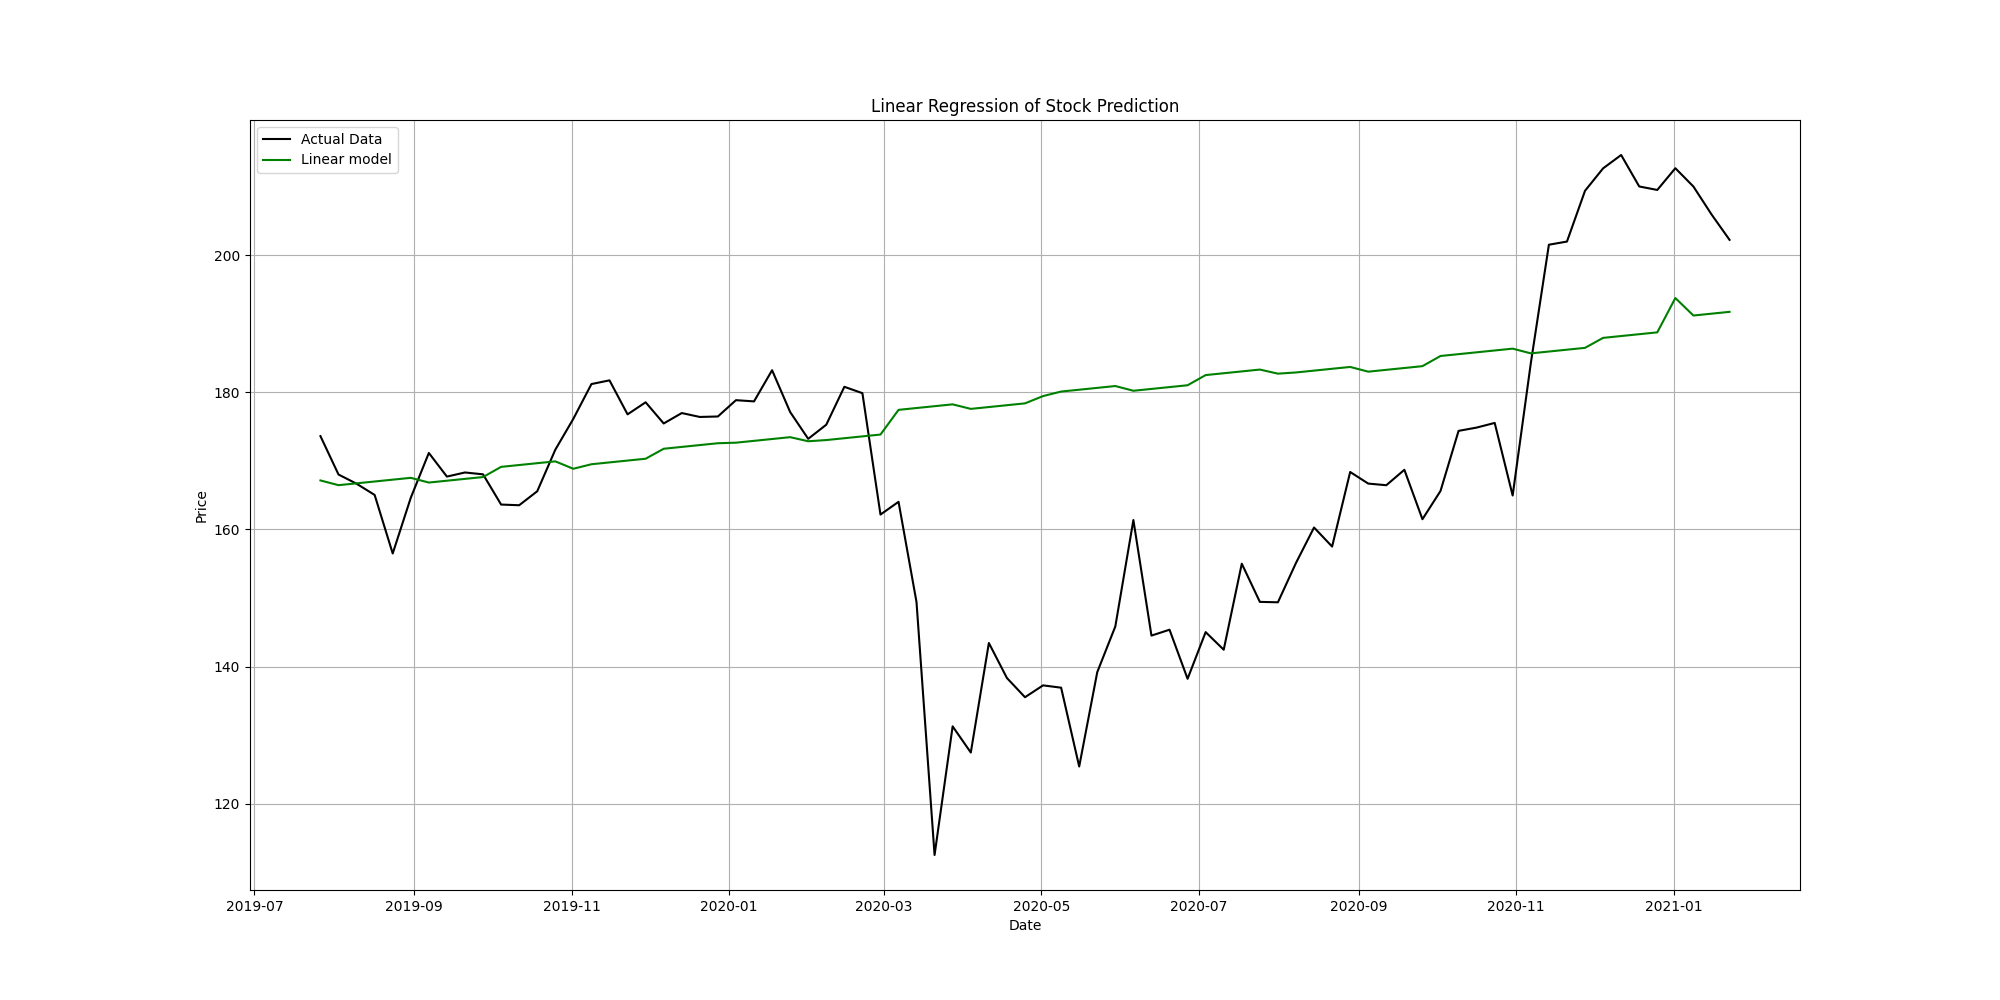 Linear Regression of Stock Prediction
Actual Data
Linear model
Price
200
180
160
140
120
2019-07 2019-09 2019-11 2020-01 2020-03 2020-05 2020-07 2020-09 2020-11 2021-01
Date